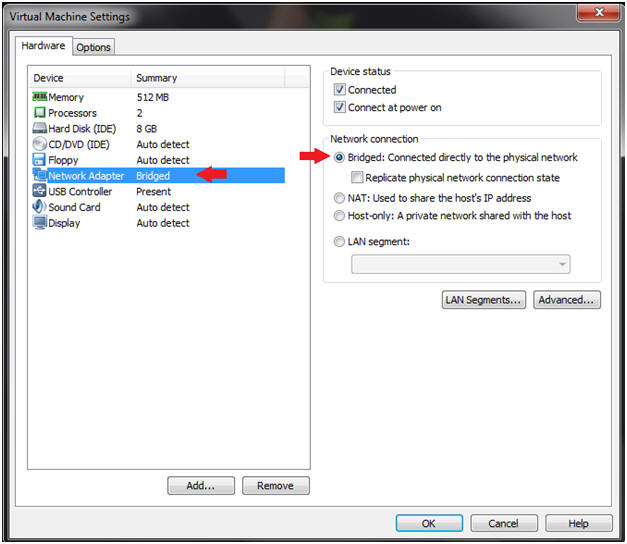 Virtual Machine Settings
Hardware
Options
Device Summary
Memory 512 MB
Processors 2
Hard Disk (IDE) 8 GB
CD/DVD (IDE) Auto detect
Floppy Auto detect
Network Adapter Bridged
USB Controller Present
Sound Card Auto detect
Display Auto detect
Add...
Remove
Device status
Connected
Connect at power on
Network connection
Bridged: Connected directly to the physical network
Replicate physical network connection state
NAT: Used to share the host's IP address
Host-only: A private network shared with the host
LAN segment:
LAN Segments...
Advanced...
OK
Cancel
Help